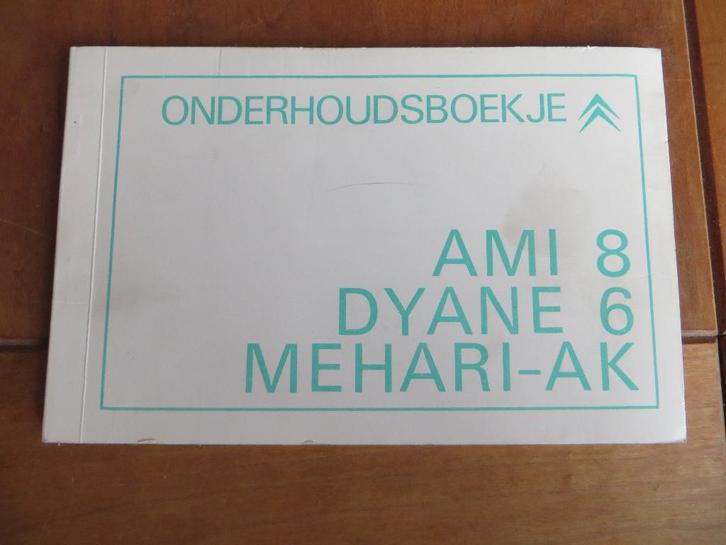 ONDERHOUDSBOEKJE
AMI 8
DYANE 6
MEHARI-AK